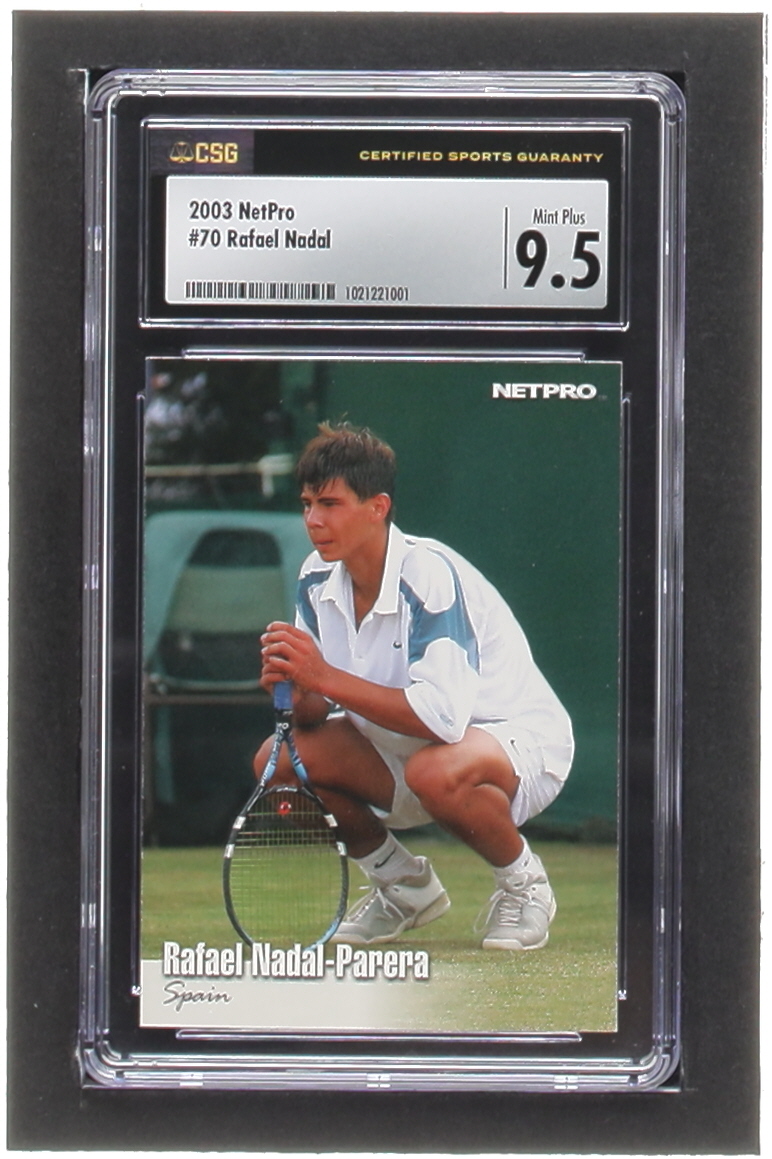 CSG
CERTIFIED SPORTS GUARANTY
2003 NetPro
#70 Rafael Nadal
Mint Plus
9.5
1021221001
NETPRO
Rafael Nadal-Parera
Spain